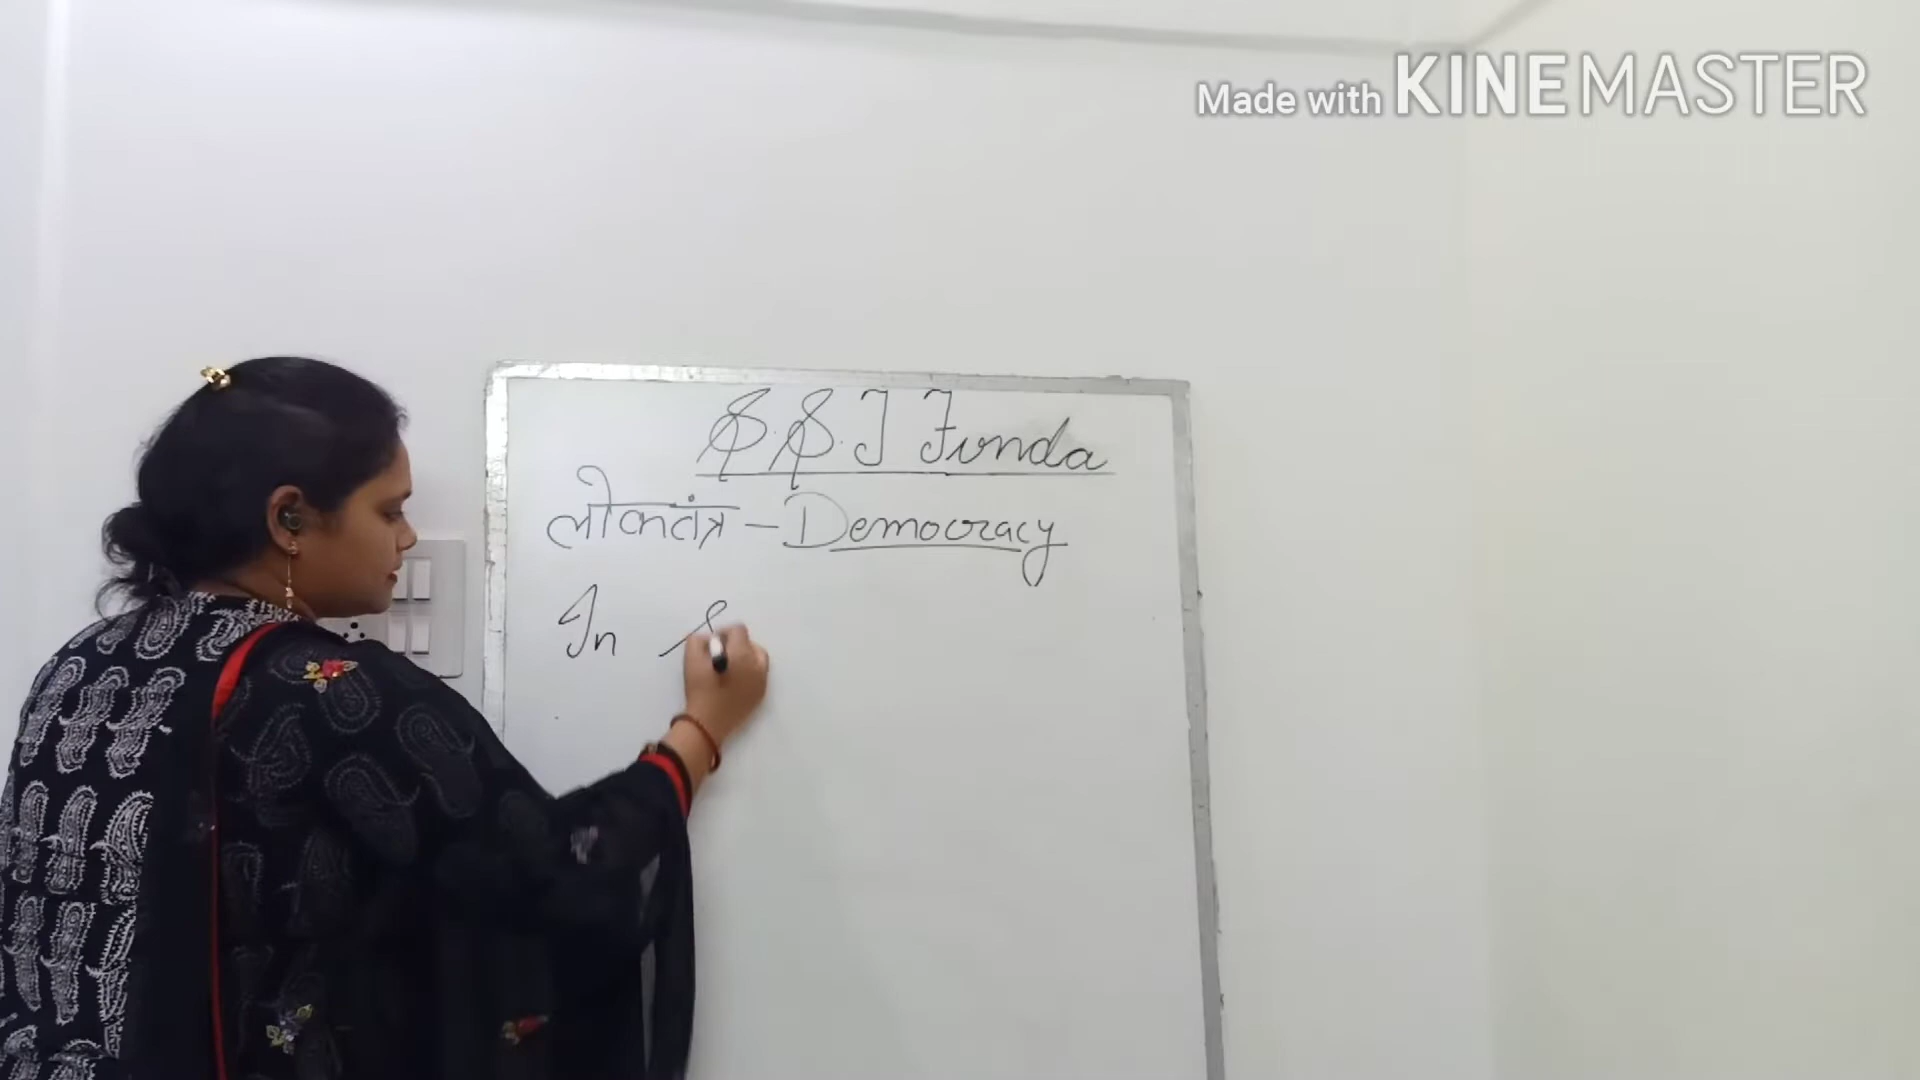 Made with KINEMASTER
S.S.J Funda
लोकतंत्र - Democracy
In